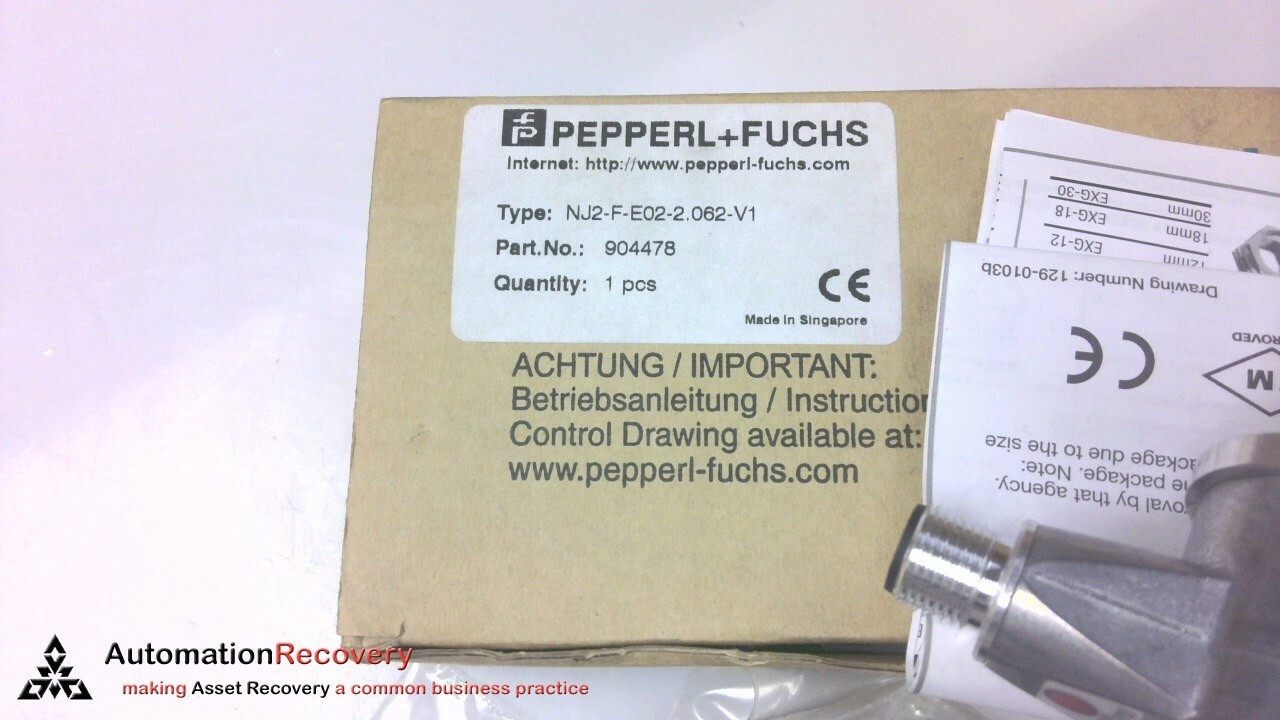 PEPPERL+FUCHS
Internet: http://www.pepperl-fuchs.com
Type: NJ2-F-E02-2.062-V1
Part.No.: 904478
Quantity: 1 pcs
CE
Made in Singapore
ACHTUNG / IMPORTANT:
Betriebsanleitung / Instruction
Control Drawing available at:
www.pepperl-fuchs.com
EXG-30 30mm
EXG-18 18mm
EXG-12 12mm
Drawing Number: 129-0103b
CE
M
package due to the size
package. Note:
by that agency.
AutomationRecovery
making Asset Recovery a common business practice